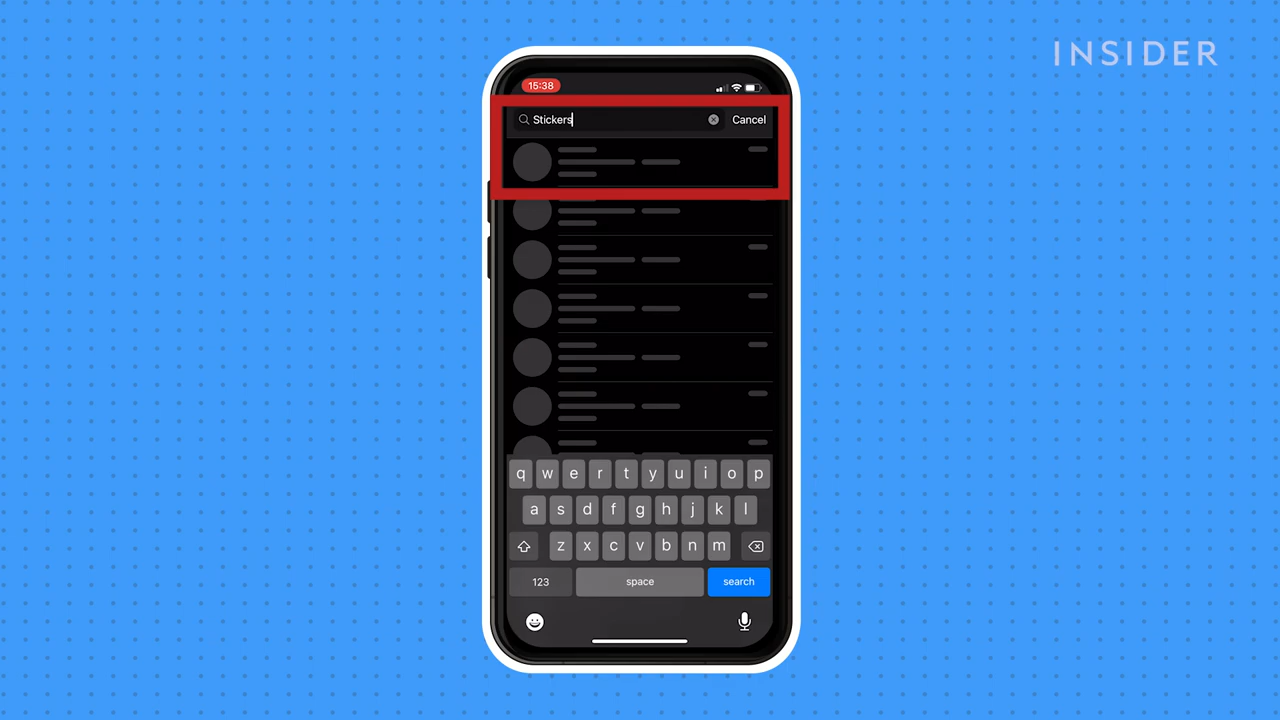 INSIDER
15:38
Stickers
Cancel
q w e r t y u i o p
a s d f g h j k l
z x c v b n m
123 space search